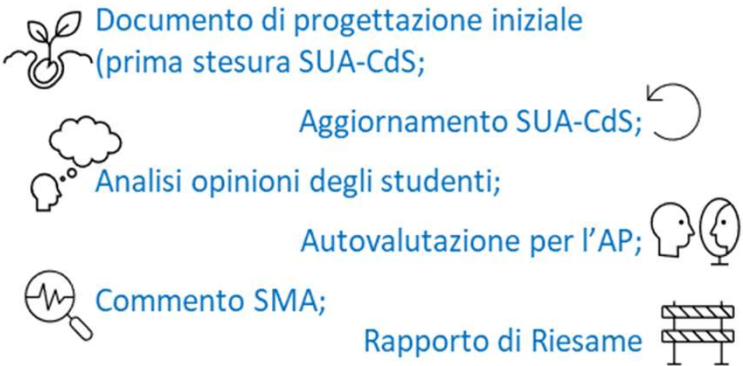 Documento di progettazione iniziale
(prima stesura SUA-CdS;
Aggiornamento SUA-CdS;
Analisi opinioni degli studenti;
Autovalutazione per l'AP;
Commento SMA;
Rapporto di Riesame